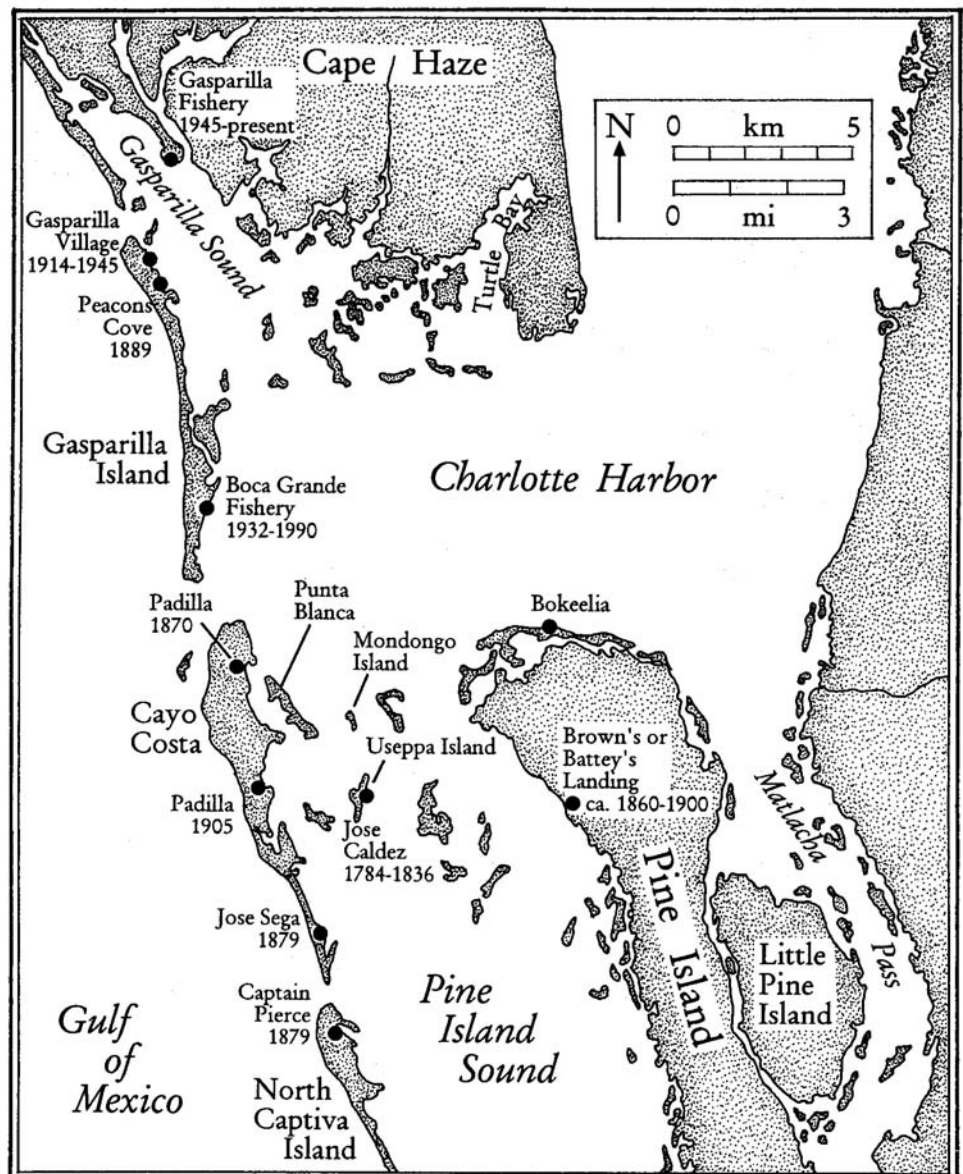 Cape Haze
Gasparilla
Fishery
1945-present
N
0 km 5
0 mi 3
Gasparilla Sound
Turtle Bay
Gasparilla
Village
1914-1945
Peacons
Cove
1889
Gasparilla
Island
Charlotte Harbor
Boca Grande
Fishery
1932-1990
Padilla
1870
Punta
Blanca
Bokeelia
Mondongo
Island
Cayo
Costa
Useppa Island
Brown's or
Battey's
Landing
ca. 1860-1900
Matlacha Pass
Padilla
1905
Jose
Caldez
1784-1836
Pine Island
Jose Sega
1879
Little
Pine
Island
Captain
Pierce
1879
Pine
Island
Sound
Gulf
of
Mexico
North
Captiva
Island